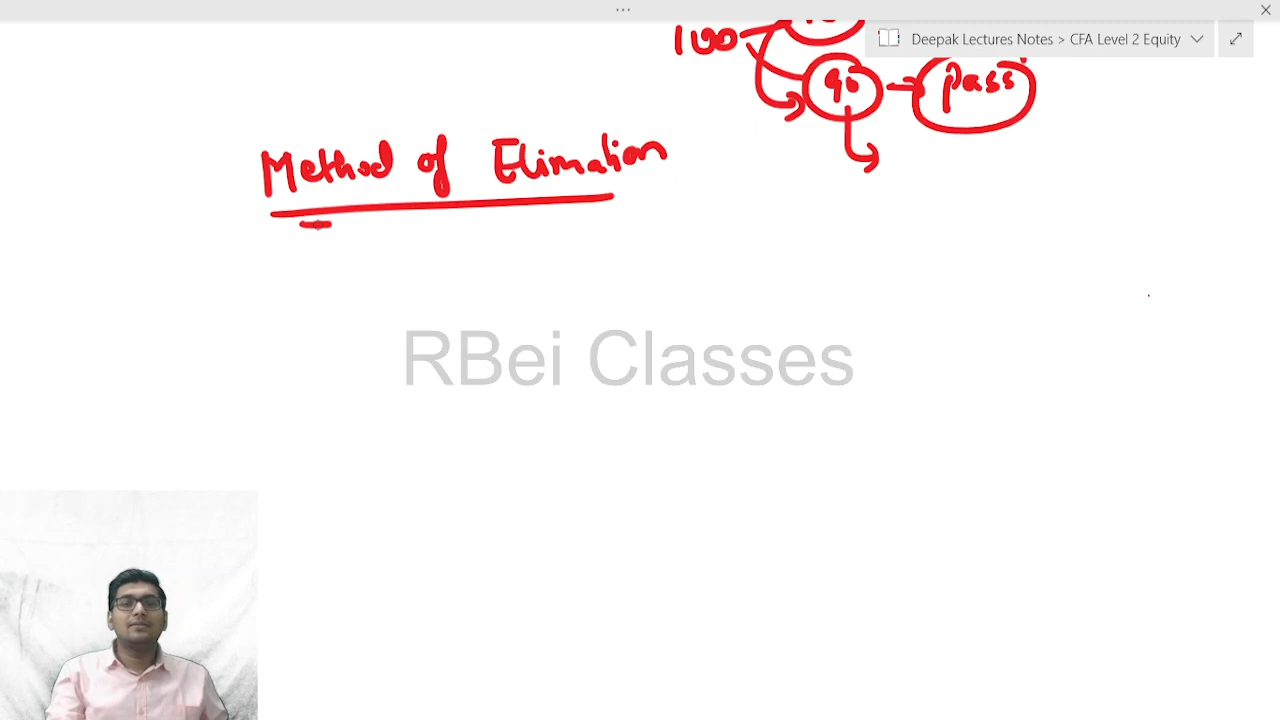 ...
100
Deepak Lectures Notes > CFA Level 2 Equity
90 → Pass
Method of Elimation
RBei Classes